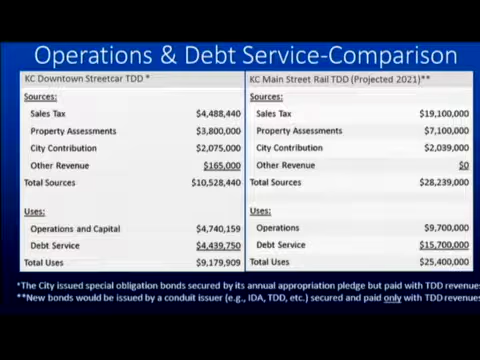 Operations & Debt Service-Comparison
KC Downtown Streetcar TDD *
Sources:
Sales Tax $4,488,440
Property Assessments $3,800,000
City Contribution $2,075,000
Other Revenue $165,000
Total Sources $10,528,440
Uses:
Operations and Capital $4,740,159
Debt Service $4,439,750
Total Uses $9,179,909
KC Main Street Rail TDD (Projected 2021)**
Sources:
Sales Tax $19,100,000
Property Assessments $7,100,000
City Contribution $2,039,000
Other Revenue $0
Total Sources $28,239,000
Uses:
Operations $9,700,000
Debt Service $15,700,000
Total Uses $25,400,000
*The City issued special obligation bonds secured by its annual appropriation pledge but paid with TDD revenues
**New bonds would be issued by a conduit issuer (e.g., IDA, TDD, etc.) secured and paid only with TDD revenues